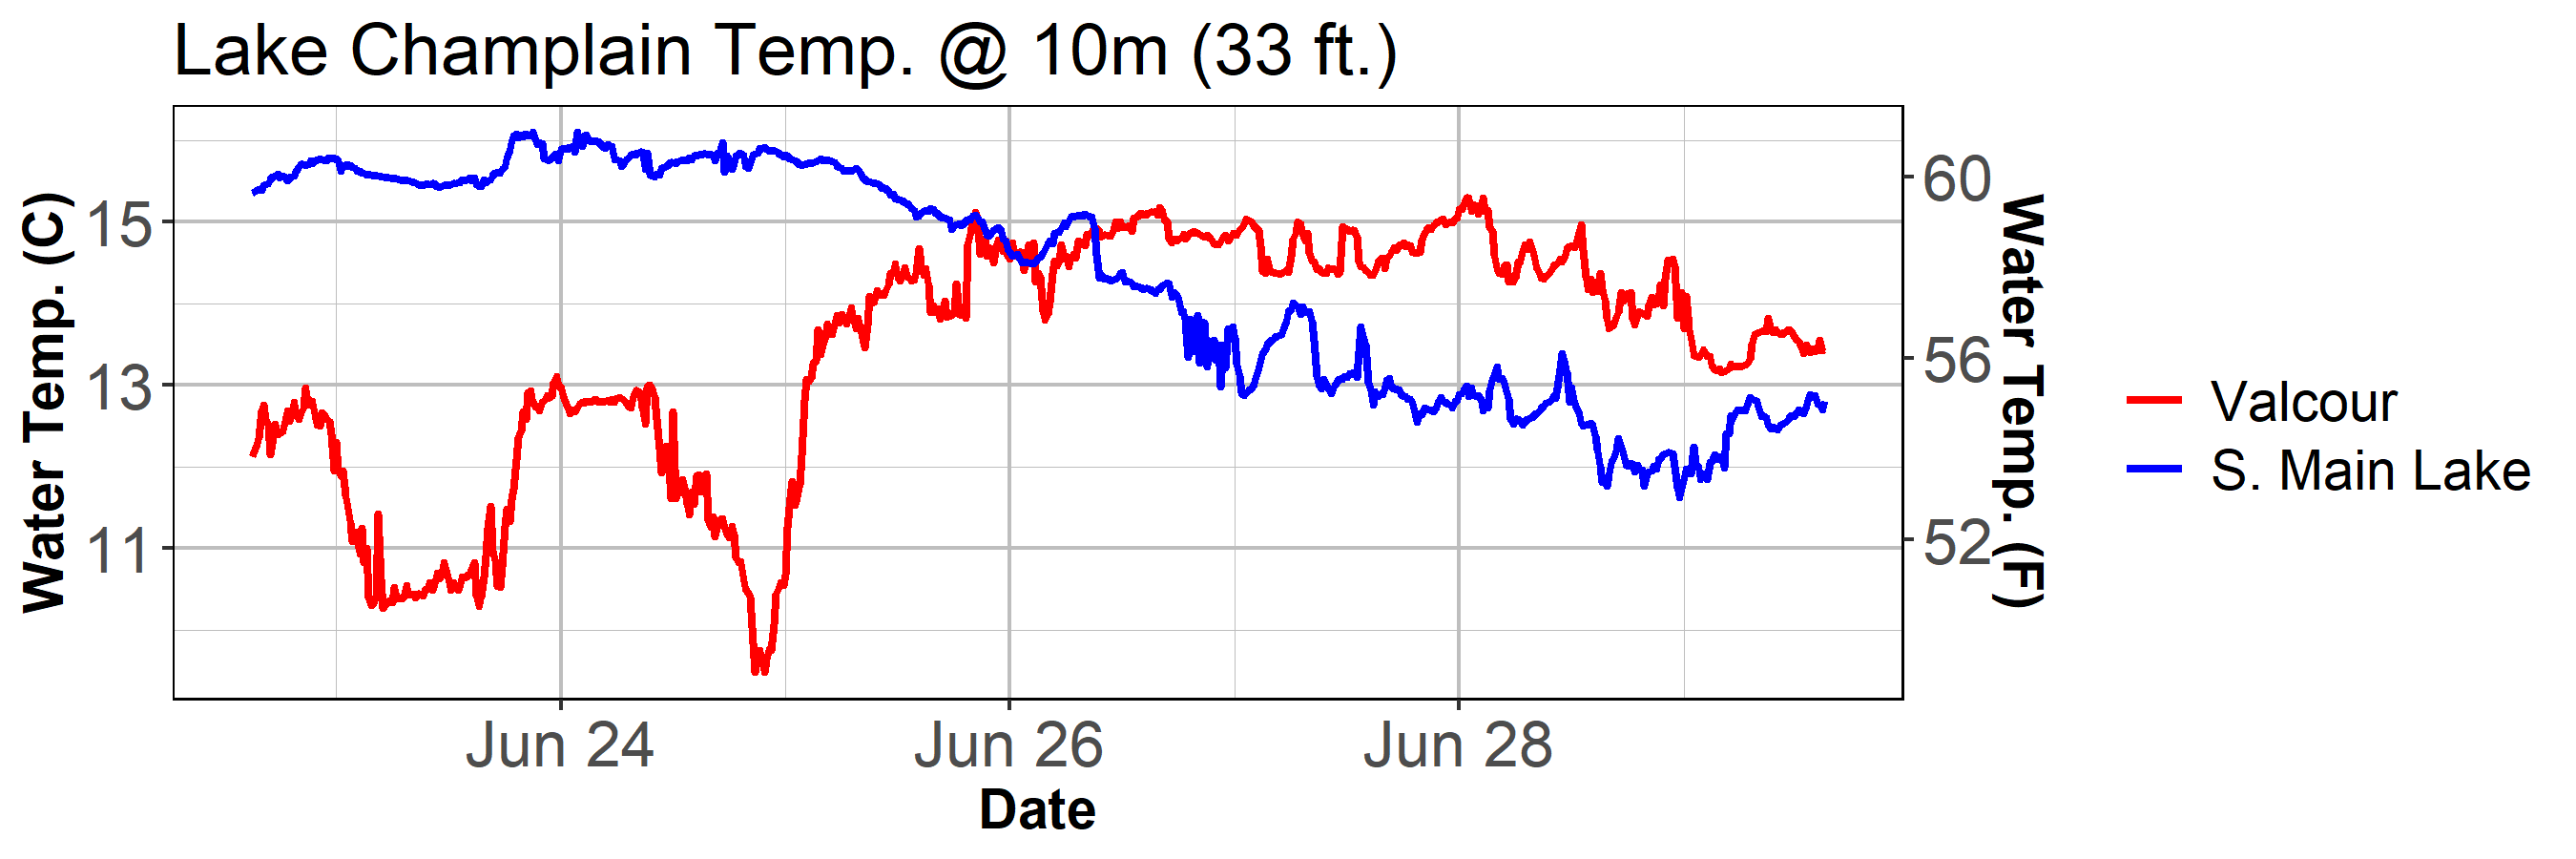 Lake Champlain Temp. @ 10m (33 ft.)
Water Temp. (C)
15
13
11
60
56
52
Water Temp. (F)
Jun 24
Jun 26
Jun 28
Date
Valcour
S. Main Lake